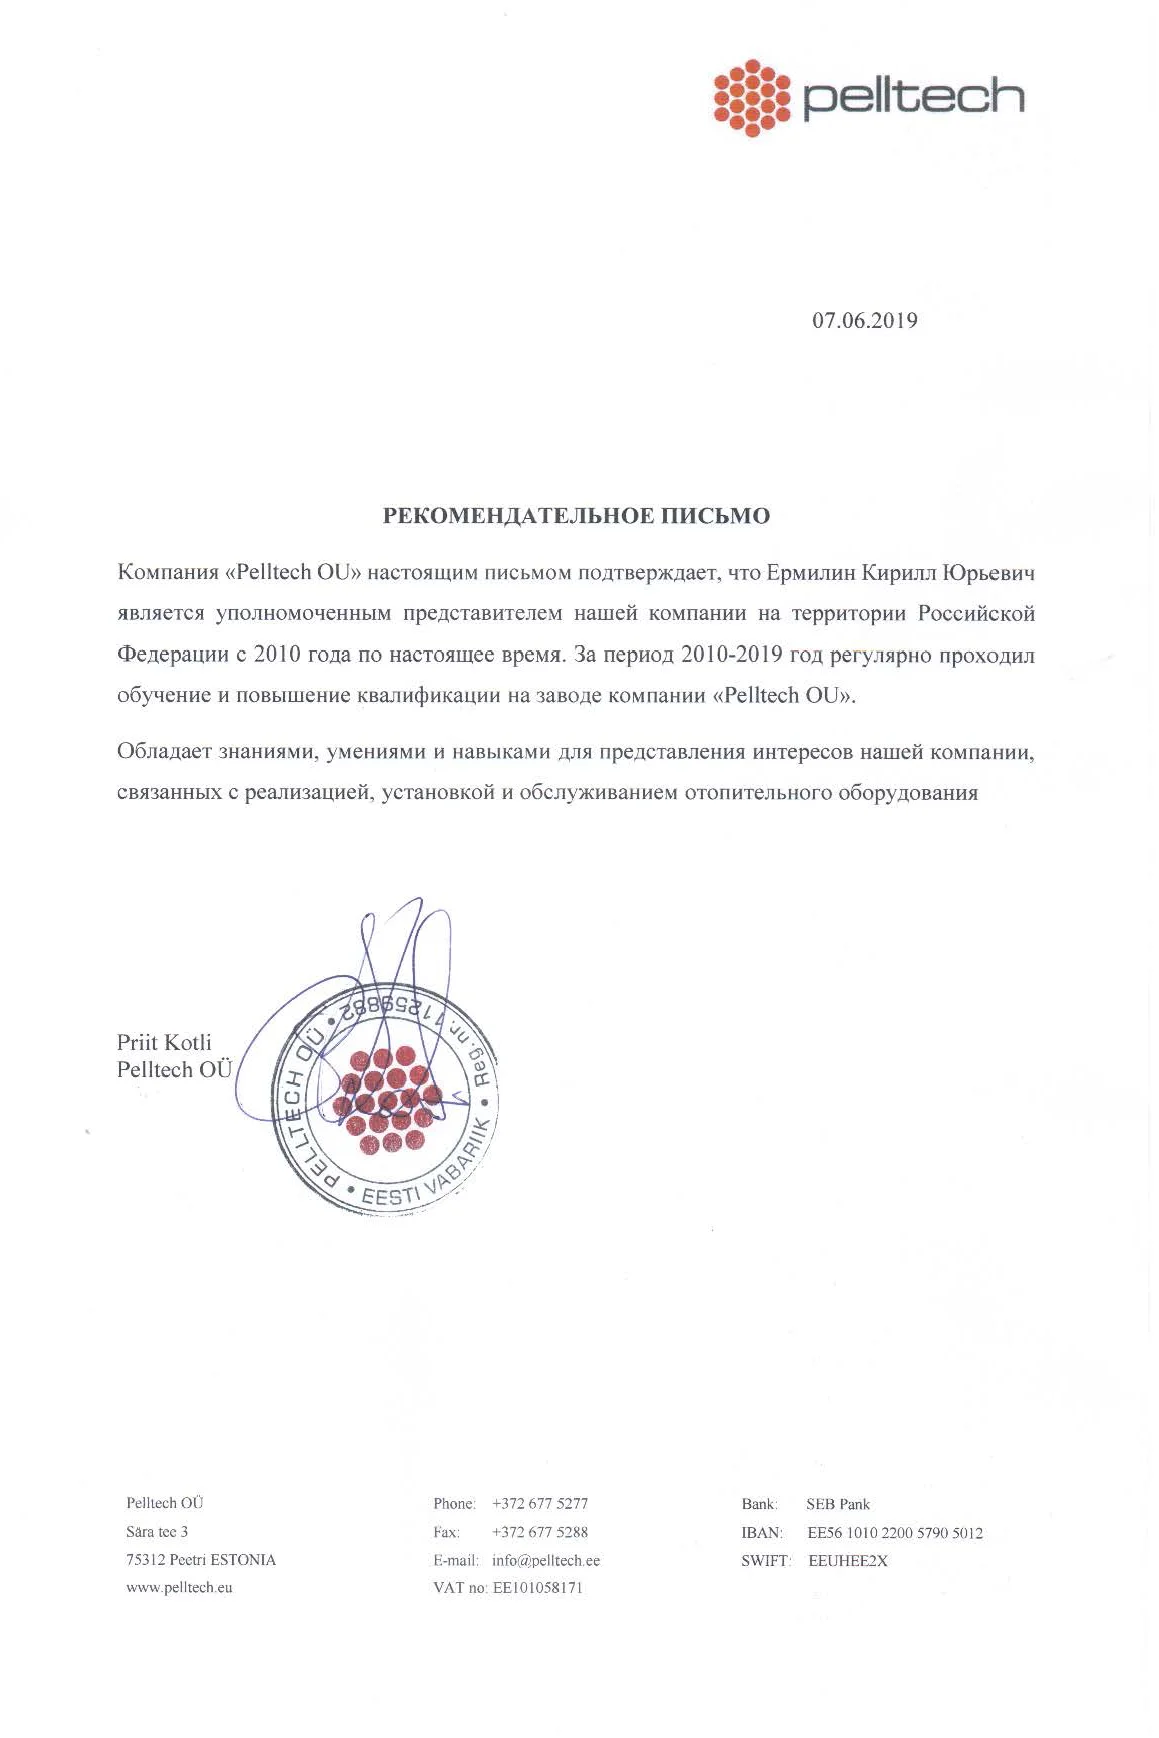 pelltech
07.06.2019
РЕКОМЕНДАТЕЛЬНОЕ ПИСЬМО
Компания «Pelltech OU» настоящим письмом подтверждает, что Ермилин Кирилл Юрьевич
является уполномоченным представителем нашей компании на территории Российской
Федерации с 2010 года по настоящее время. За период 2010-2019 год регулярно проходил
обучение и повышение квалификации на заводе компании «Pelltech OU».
Обладает знаниями, умениями и навыками для представления интересов нашей компании,
связанных с реализацией, установкой и обслуживанием отопительного оборудования
Priit Kotli
Pelltech OÜ
PELLTECH OÜ • Reg.nr. 11259882 • EESTI VABARIIK •
Pelltech OÜ Phone: +372 677 5277 Bank: SEB Pank
Sära tee 3 Fax: +372 677 5288 IBAN: EE56 1010 2200 5790 5012
75312 Peetri ESTONIA E-mail: info@pelltech.ee SWIFT: EEUHEE2X
www.pelltech.eu VAT no: EE101058171